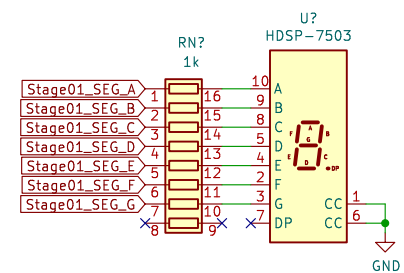 U?
HDSP-7503
RN?
1k
Stage01_SEG_A 1 16 10 A
Stage01_SEG_B 2 15 9 B
Stage01_SEG_C 3 14 8 C
Stage01_SEG_D 4 13 5 D
Stage01_SEG_E 5 12 4 E
Stage01_SEG_F 6 11 2 F
Stage01_SEG_G 7 10 3 G CC 1
8 9 7 DP CC 6
A
F B
G
E C
D DP
GND